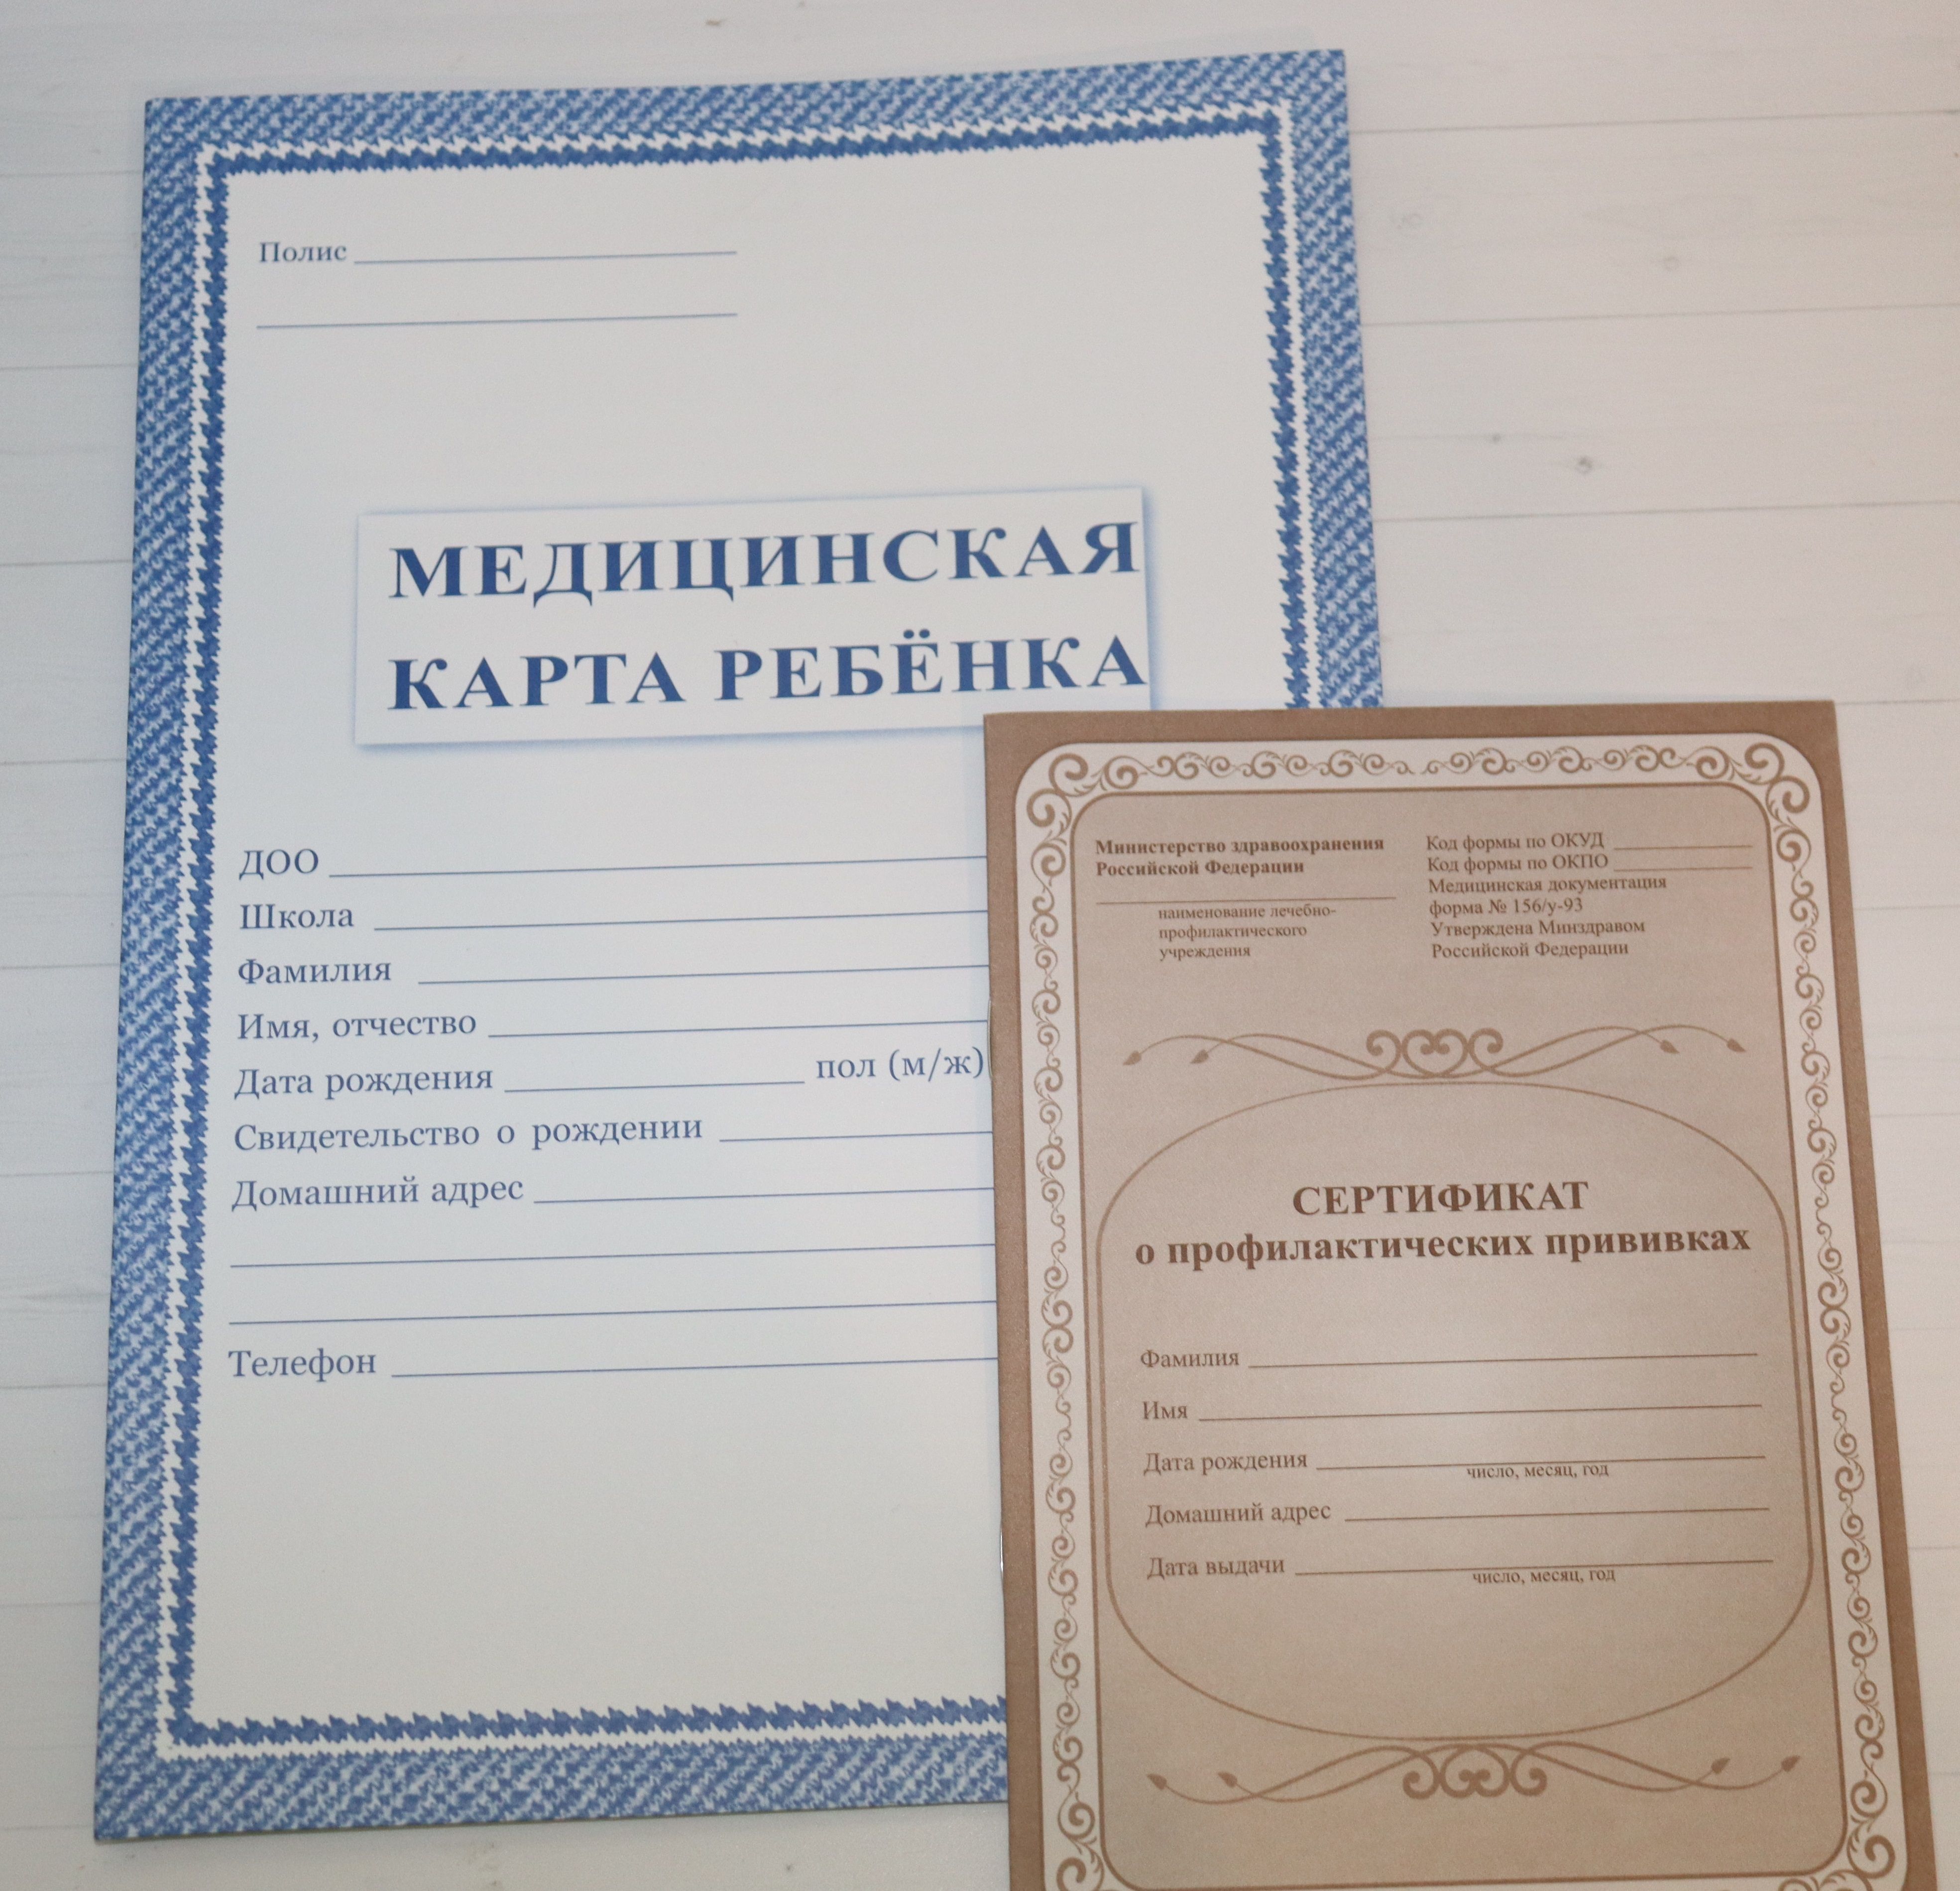 Полис
МЕДИЦИНСКАЯ
КАРТА РЕБЁНКА
ДОО
Школа
Фамилия
Имя, отчество
Дата рождения пол (м/ж)
Свидетельство о рождении
Домашний адрес
Телефон
Министерство здравоохранения
Российской Федерации
наименование лечебно-
профилактического
учреждения
Код формы по ОКУД
Код формы по ОКПО
Медицинская документация
форма № 156/у-93
Утверждена Минздравом
Российской Федерации
СЕРТИФИКАТ
о профилактических прививках
Фамилия
Имя
Дата рождения
число, месяц, год
Домашний адрес
Дата выдачи
число, месяц, год